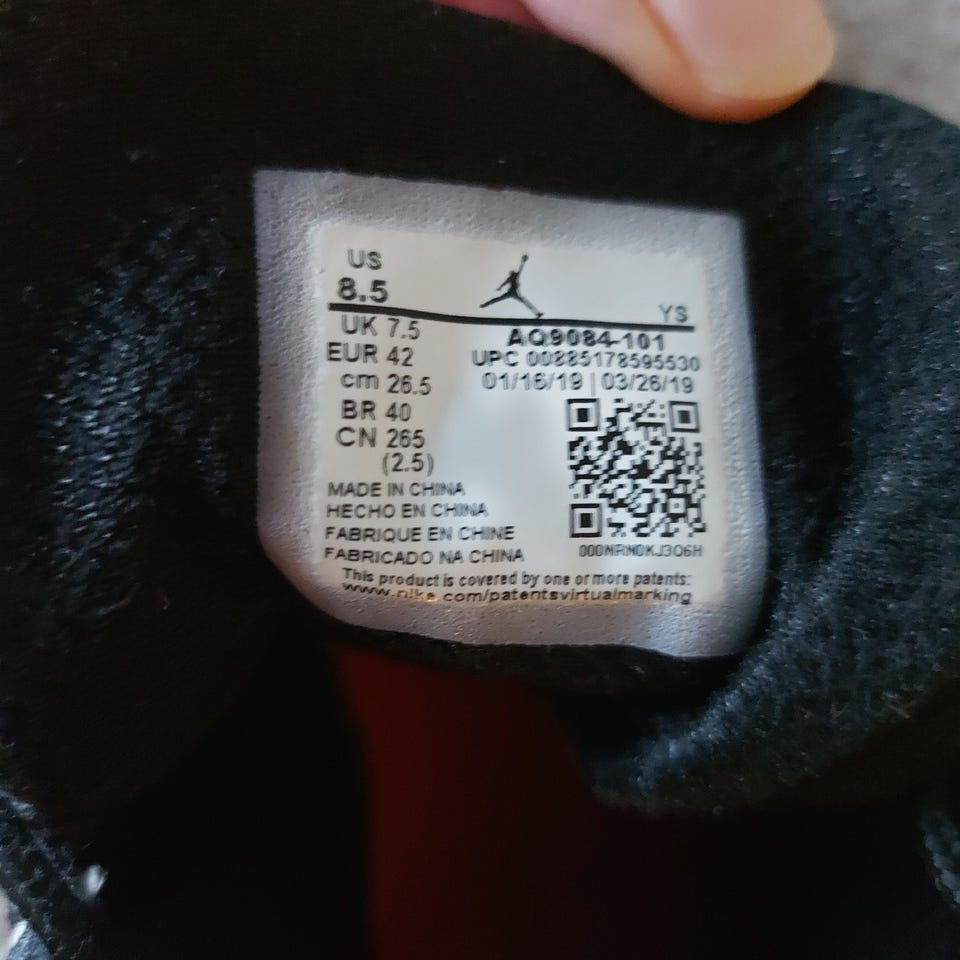 US
8.5
YS
UK 7.5
EUR 42
cm 26.5
BR 40
CN 265
(2.5)
AQ9084-101
UPC 00885178595530
01/16/19 | 03/26/19
MADE IN CHINA
HECHO EN CHINA
FABRIQUE EN CHINE
FABRICADO NA CHINA
000NRN0KJ3Q6H
This product is covered by one or more patents:
www.nike.com/patentsvirtualmarking